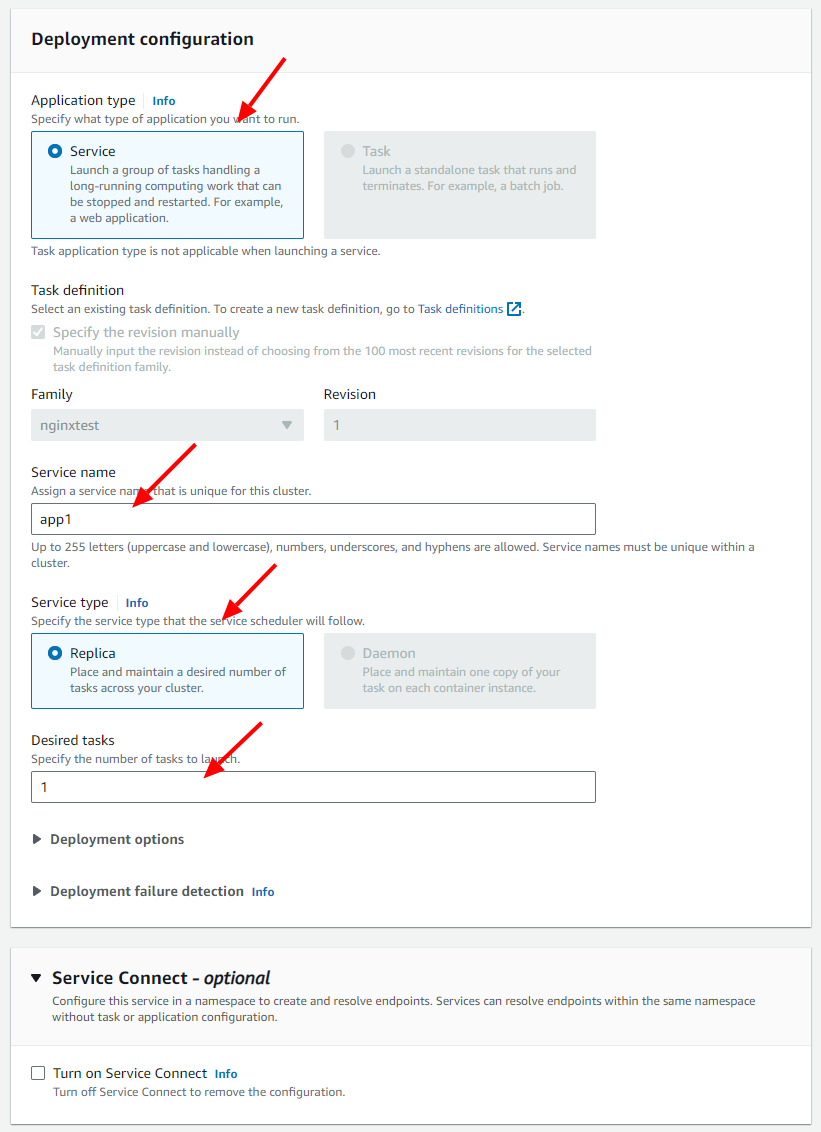 Deployment configuration
Application type Info
Specify what type of application you want to run.
Service
Launch a group of tasks handling a
long-running computing work that can
be stopped and restarted. For example,
a web application.
Task
Launch a standalone task that runs and
terminates. For example, a batch job.
Task application type is not applicable when launching a service.
Task definition
Select an existing task definition. To create a new task definition, go to Task definitions.
Specify the revision manually
Manually input the revision instead of choosing from the 100 most recent revisions for the selected
task definition family.
Family
nginxtest
Revision
1
Service name
Assign a service name that is unique for this cluster.
app1
Up to 255 letters (uppercase and lowercase), numbers, underscores, and hyphens are allowed. Service names must be unique within a
cluster.
Service type Info
Specify the service type that the service scheduler will follow.
Replica
Place and maintain a desired number of
tasks across your cluster.
Daemon
Place and maintain one copy of your
task on each container instance.
Desired tasks
Specify the number of tasks to launch.
1
Deployment options
Deployment failure detection Info
Service Connect - optional
Configure this service in a namespace to create and resolve endpoints. Services can resolve endpoints within the same namespace
without task or application configuration.
Turn on Service Connect Info
Turn off Service Connect to remove the configuration.